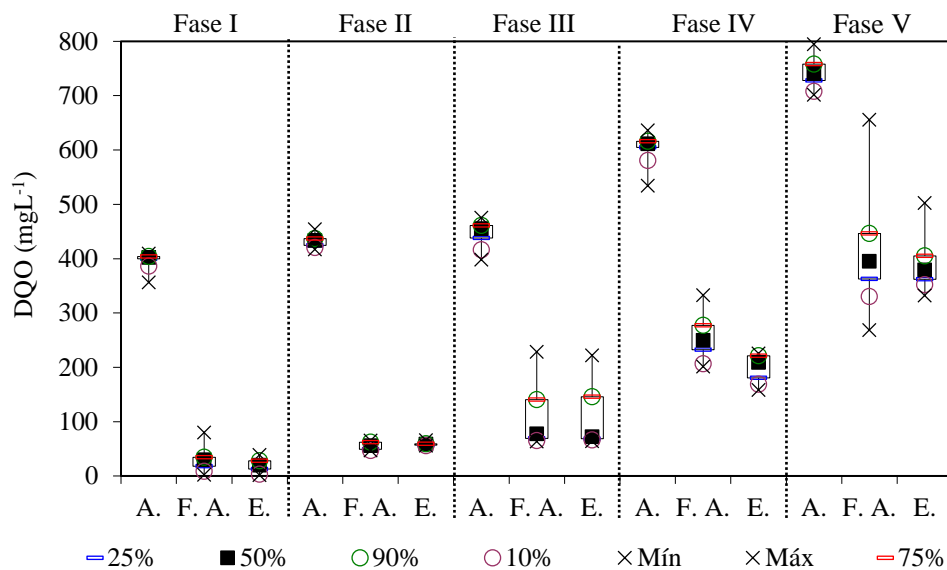 Fase I Fase II Fase III Fase IV Fase V
DQO (mgL⁻¹)
800
700
600
500
400
300
200
100
0
A. F. A. E. A. F. A. E. A. F. A. E. A. F. A. E. A. F. A. E.
25% 50% 90% 10% Mín Máx 75%